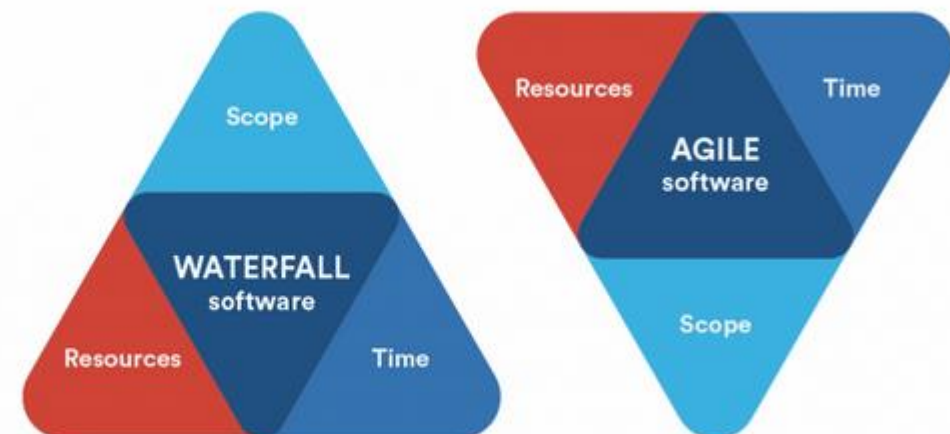 Scope
WATERFALL
software
Resources
Time
Resources
Time
AGILE
software
Scope